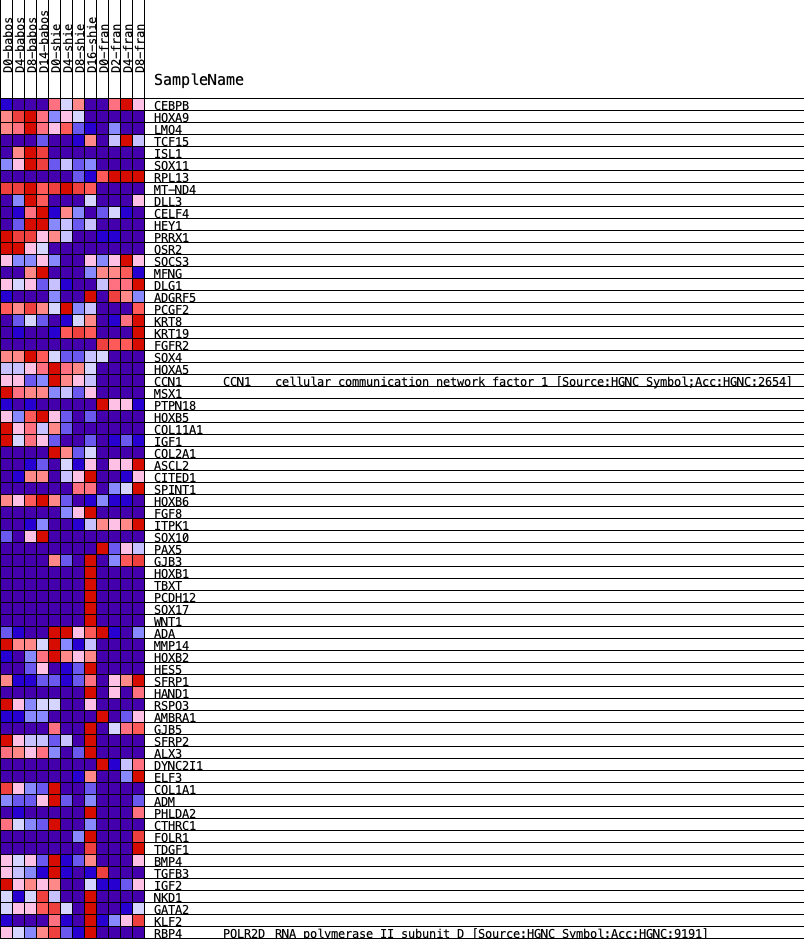 D0-babos
D4-babos
D8-babos
D14-babos
D0-shie
D4-shie
D8-shie
D16-shie
D0-fran
D2-fran
D4-fran
D8-fran
SampleName
CEBPB
HOXA9
LMO4
TCF15
ISL1
SOX11
RPL13
MT-ND4
DLL3
CELF4
HEY1
PRRX1
OSR2
SOCS3
MFNG
DLG1
ADGRF5
PCGF2
KRT8
KRT19
FGFR2
SOX4
HOXA5
CCN1 CCN1 cellular communication network factor 1 [Source:HGNC Symbol;Acc:HGNC:2654]
MSX1
PTPN18
HOXB5
COL11A1
IGF1
COL2A1
ASCL2
CITED1
SPINT1
HOXB6
FGF8
ITPK1
SOX10
PAX5
GJB3
HOXB1
TBXT
PCDH12
SOX17
WNT1
ADA
MMP14
HOXB2
HES5
SFRP1
HAND1
RSPO3
AMBRA1
GJB5
SFRP2
ALX3
DYNC2I1
ELF3
COL1A1
ADM
PHLDA2
CTHRC1
FOLR1
TDGF1
BMP4
TGFB3
IGF2
NKD1
GATA2
KLF2
RBP4 POLR2D RNA polymerase II subunit D [Source:HGNC Symbol;Acc:HGNC:9191]